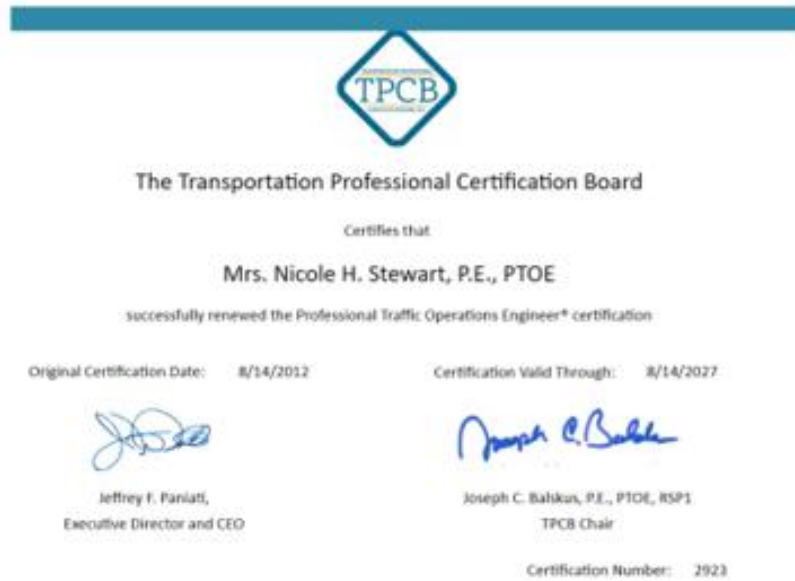 TPCB
The Transportation Professional Certification Board
Certifies that
Mrs. Nicole H. Stewart, P.E., PTOE
successfully renewed the Professional Traffic Operations Engineer® certification
Original Certification Date: 8/14/2012 Certification Valid Through: 8/14/2027
Joseph C. Balskus
Jeffrey F. Paniati, Joseph C. Balskus, P.E., PTOE, RSP1
Executive Director and CEO TPCB Chair
Certification Number: 2923